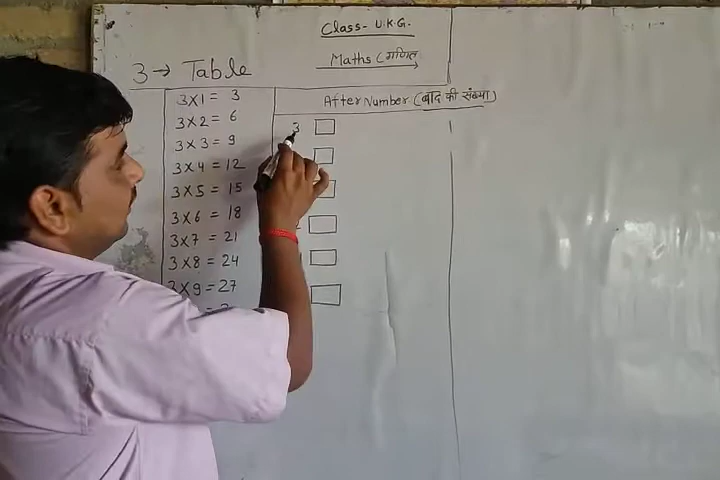 Class- U.K.G.
Maths (गणित
3 → Table
After Number (बाद की संख्या)
3X1 = 3
3X2 = 6
3X3 = 9
3X4 = 12
3X5 = 15
3X6 = 18
3X7 = 21
3X8 = 24
3X9 = 27
3